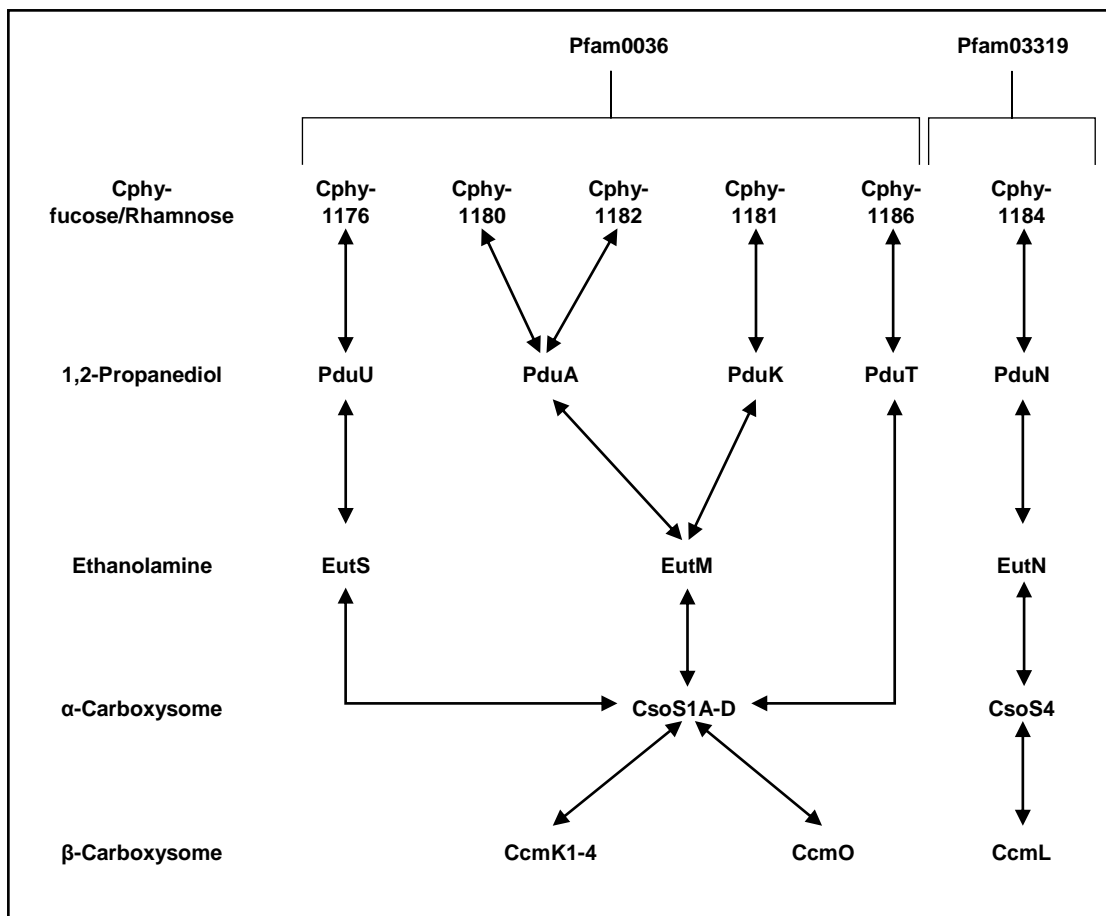 Pfam0036 Pfam03319
Cphy-
fucose/Rhamnose
Cphy-
1176
Cphy-
1180
Cphy-
1182
Cphy-
1181
Cphy-
1186
Cphy-
1184
1,2-Propanediol PduU PduA PduK PduT PduN
Ethanolamine EutS EutM EutN
α-Carboxysome CsoS1A-D CsoS4
β-Carboxysome CcmK1-4 CcmO CcmL